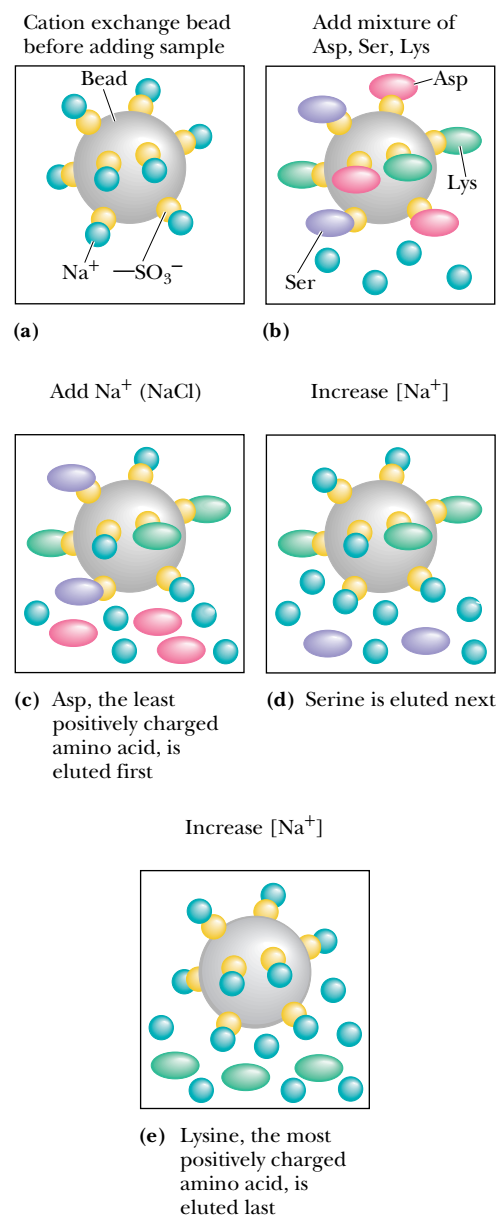 Cation exchange bead
before adding sample
Bead
Na⁺
—SO₃⁻
(a)
Add mixture of
Asp, Ser, Lys
Asp
Lys
Ser
(b)
Add Na⁺ (NaCl)
(c) Asp, the least
positively charged
amino acid, is
eluted first
Increase [Na⁺]
(d) Serine is eluted next
Increase [Na⁺]
(e) Lysine, the most
positively charged
amino acid, is
eluted last